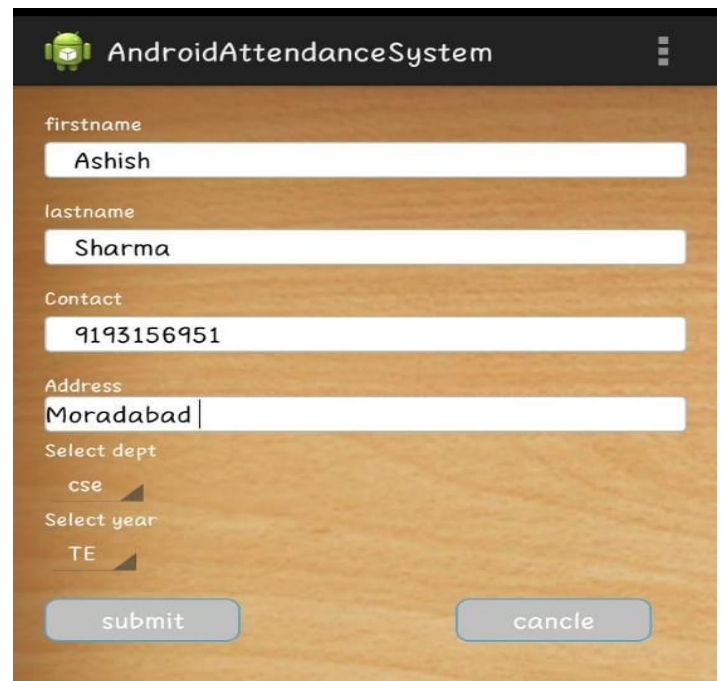 AndroidAttendanceSystem
firstname
Ashish
lastname
Sharma
Contact
9193156951
Address
Moradabad
Select dept
cse
Select year
TE
submit cancle